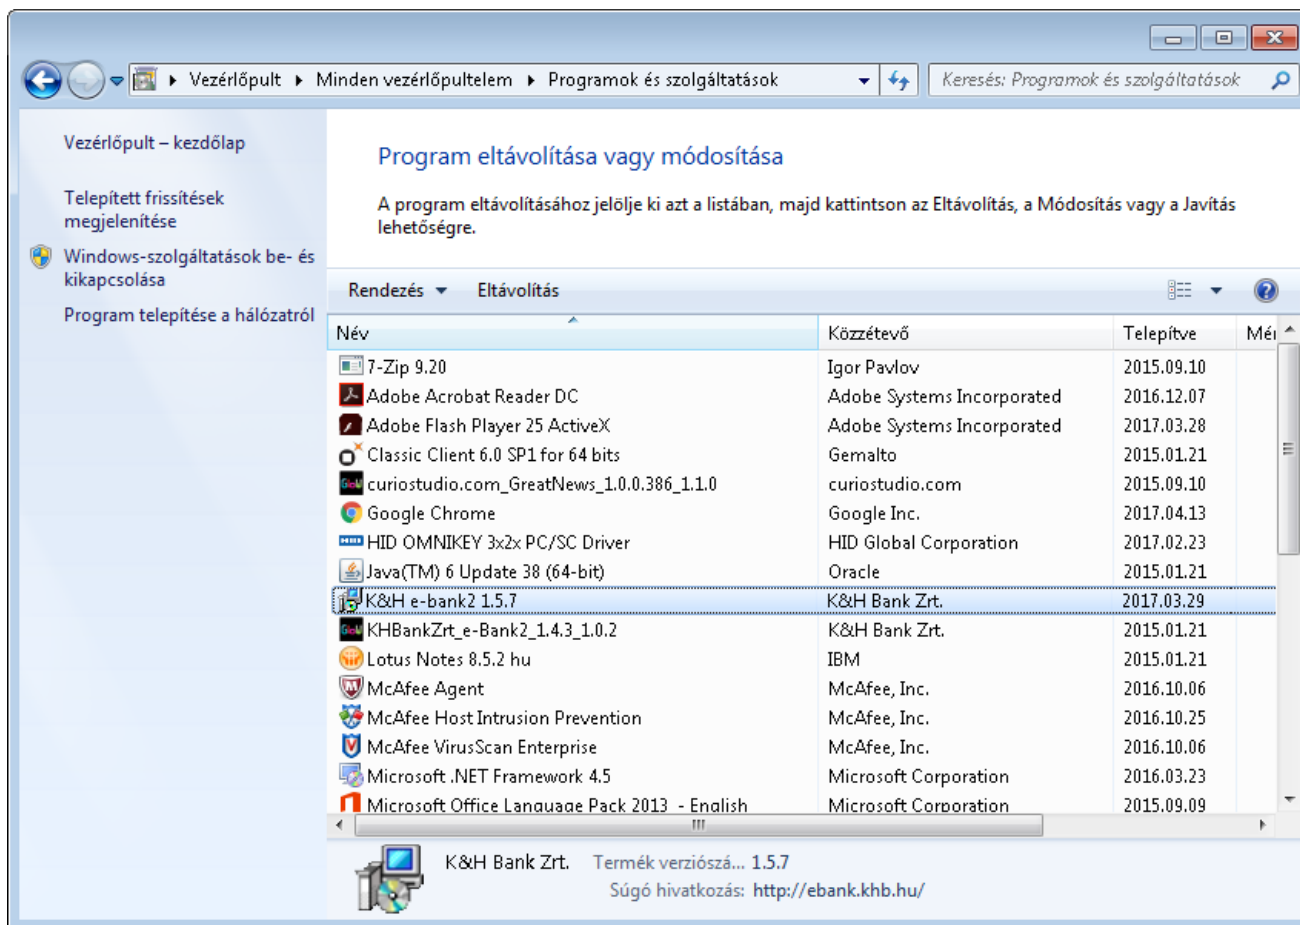 Vezérlőpult ▸ Minden vezérlőpultelem ▸ Programok és szolgáltatások
Keresés: Programok és szolgáltatások
Vezérlőpult – kezdőlap
Telepített frissítések
megjelenítése
Windows-szolgáltatások be- és
kikapcsolása
Program telepítése a hálózatról
Program eltávolítása vagy módosítása
A program eltávolításához jelölje ki azt a listában, majd kattintson az Eltávolítás, a Módosítás vagy a Javítás
lehetőségre.
Rendezés Eltávolítás
Név Közzétevő Telepítve
7-Zip 9.20 Igor Pavlov 2015.09.10
Adobe Acrobat Reader DC Adobe Systems Incorporated 2016.12.07
Adobe Flash Player 25 ActiveX Adobe Systems Incorporated 2017.03.28
Classic Client 6.0 SP1 for 64 bits Gemalto 2015.01.21
curiostudio.com_GreatNews_1.0.0.386_1.1.0 curiostudio.com 2015.09.10
Google Chrome Google Inc. 2017.04.13
HID OMNIKEY 3x2x PC/SC Driver HID Global Corporation 2017.02.23
Java(TM) 6 Update 38 (64-bit) Oracle 2015.01.21
K&H e-bank2 1.5.7 K&H Bank Zrt. 2017.03.29
KHBankZrt_e-Bank2_1.4.3_1.0.2 K&H Bank Zrt. 2015.01.21
Lotus Notes 8.5.2 hu IBM 2015.01.21
McAfee Agent McAfee, Inc. 2016.10.06
McAfee Host Intrusion Prevention McAfee, Inc. 2016.10.25
McAfee VirusScan Enterprise McAfee, Inc. 2016.10.06
Microsoft .NET Framework 4.5 Microsoft Corporation 2016.03.23
Microsoft Office Language Pack 2013 - English Microsoft Corporation 2015.09.09
K&H Bank Zrt. Termék verziószá... 1.5.7
Súgó hivatkozás: http://ebank.khb.hu/